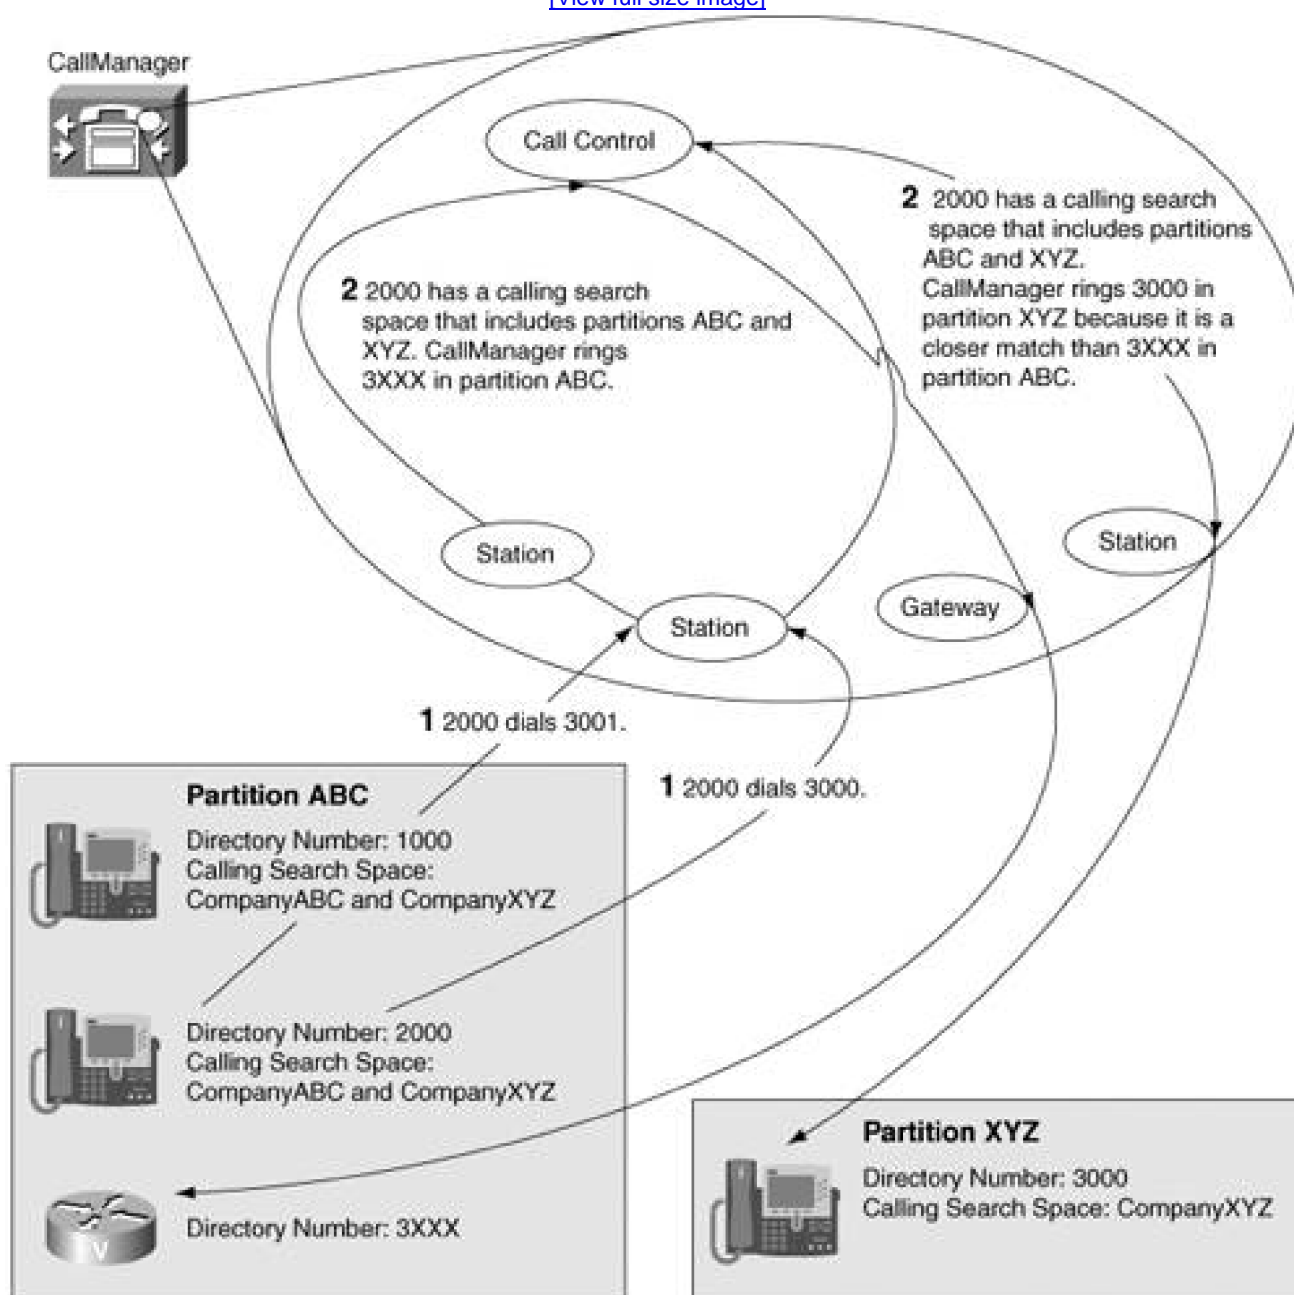 [View full size image]
CallManager
Call Control
2 2000 has a calling search
space that includes partitions
ABC and XYZ.
CallManager rings 3000 in
partition XYZ because it is a
closer match than 3XXX in
partition ABC.
2 2000 has a calling search
space that includes partitions ABC and
XYZ. CallManager rings
3XXX in partition ABC.
Station
Station
Gateway
Station
1 2000 dials 3001.
1 2000 dials 3000.
Partition ABC
Directory Number: 1000
Calling Search Space:
CompanyABC and CompanyXYZ
Directory Number: 2000
Calling Search Space:
CompanyABC and CompanyXYZ
V
Directory Number: 3XXX
Partition XYZ
Directory Number: 3000
Calling Search Space: CompanyXYZ